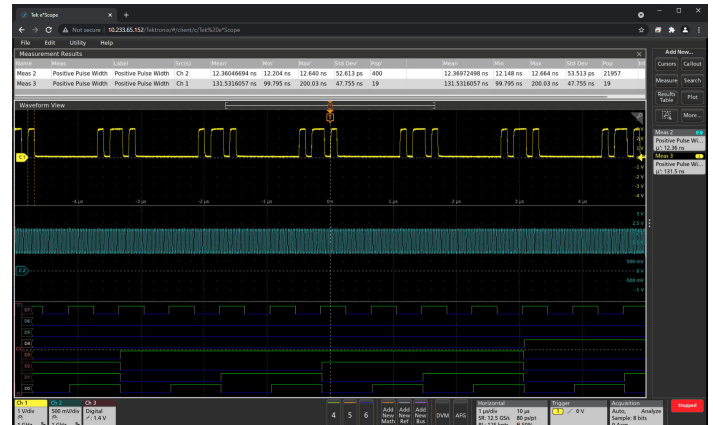 Tek e*Scope
Not secure | 10.233.65.152/Tektronix/#/client/c/Tek%20e*Scope
File Edit Utility Help
Measurement Results
Name Meas Label Src(s) Mean' Min' Max' Std Dev' Pop' Mean Min Max Std Dev Pop
Meas 2 Positive Pulse Width Positive Pulse Width Ch 2 12.36046694 ns 12.204 ns 12.640 ns 52.613 ps 400 12.36972498 ns 12.148 ns 12.664 ns 53.513 ps 21957
Meas 3 Positive Pulse Width Positive Pulse Width Ch 1 131.5316057 ns 99.795 ns 200.03 ns 47.755 ns 19 131.5316057 ns 99.795 ns 200.03 ns 47.755 ns 19
Waveform View
C1
-1 V
-2 V
-3 V
-4 V
-4 µs -3 µs -2 µs -1 µs 0 s 1 µs 2 µs 3 µs 4 µs
3 V
2.5 V
500 mV
0 V
-500 mV
-1 V
C2
D7
D6
D5
D4
D3
D2
D1
D0
Add New...
Cursors Callout
Measure Search
Results Table Plot
More...
Meas 2
Positive Pulse Wi...
µ': 12.36 ns
Meas 3
Positive Pulse Wi...
µ': 131.5 ns
Ch 1
1 V/div
1 GHz
Ch 2
500 mV/div
1 GHz
Ch 3
Digital
: 1.4 V
4 5 6
Add New Math
Add New Ref
Add New Bus
DVM AFG
Horizontal
1 µs/div 10 µs
SR: 12.5 GS/s 80 ps/pt
RL: 125 kpts 50%
Trigger
1 0 V
Acquisition
Auto, Analyze
Sample: 8 bits
Stopped